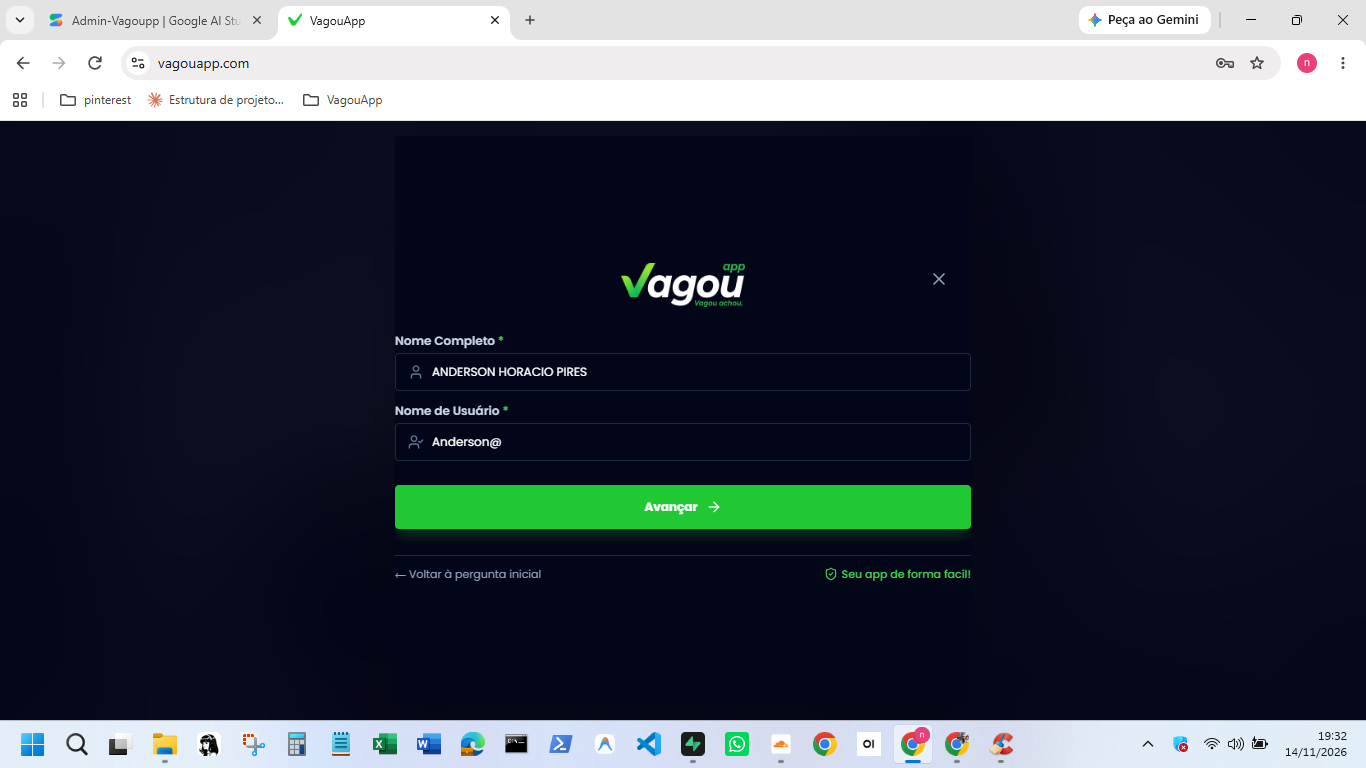 Admin-Vagoupp | Google AI Stu
VagouApp
Peça ao Gemini
vagouapp.com
n
pinterest
Estrutura de projeto...
VagouApp
app
Vagou
Vagou achou.
Nome Completo *
ANDERSON HORACIO PIRES
Nome de Usuário *
Anderson@
Avançar →
← Voltar à pergunta inicial
Seu app de forma facil!
OI
n
19:32
14/11/2026